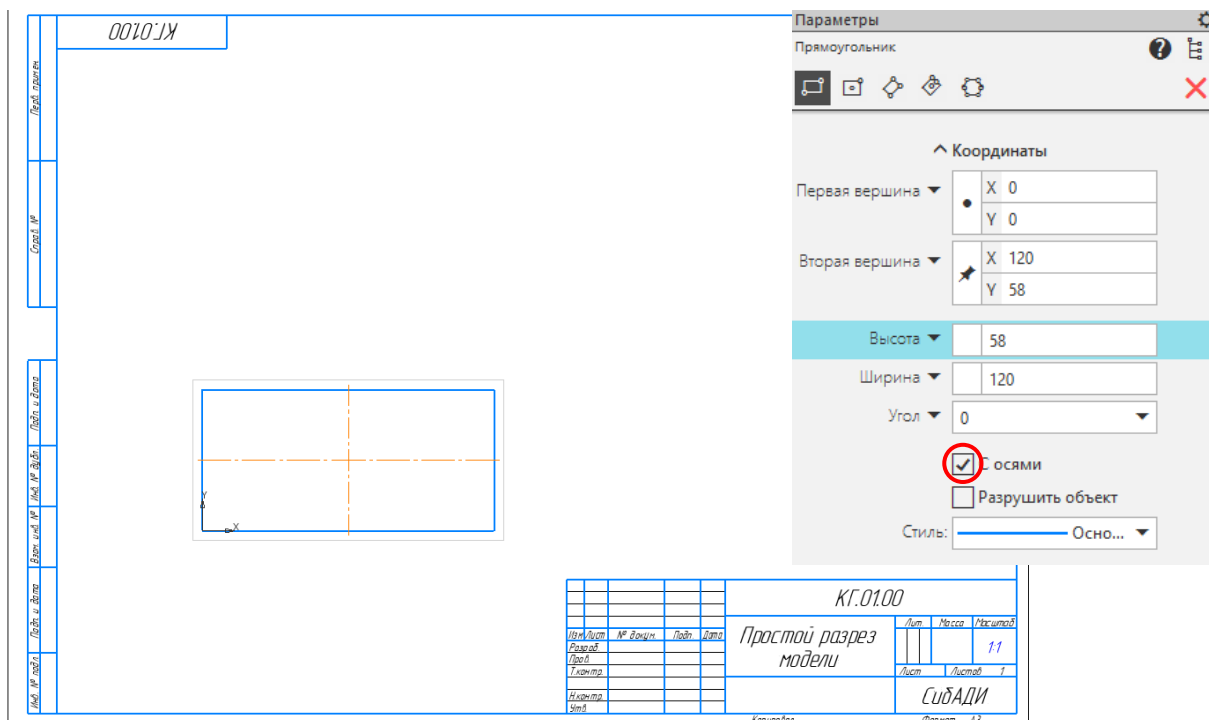 КГ.01.00
Перв. примен.
Справ. №
Подп. и дата
Инв. № дубл.
Взам. инв. №
Подп. и дата
Инв. № подл.
Y
X
Параметры
Прямоугольник
Координаты
Первая вершина
X 0
Y 0
Вторая вершина
X 120
Y 58
Высота 58
Ширина 120
Угол 0
С осями
Разрушить объект
Стиль: Осно...
КГ.01.00
Изм. Лист № докум. Подп. Дата
Разраб.
Пров.
Т.контр.
Н.контр.
Утв.
Простой разрез
модели
Лит. Масса Масштаб
1:1
Лист Листов 1
СибАДИ
Копировал Формат А3